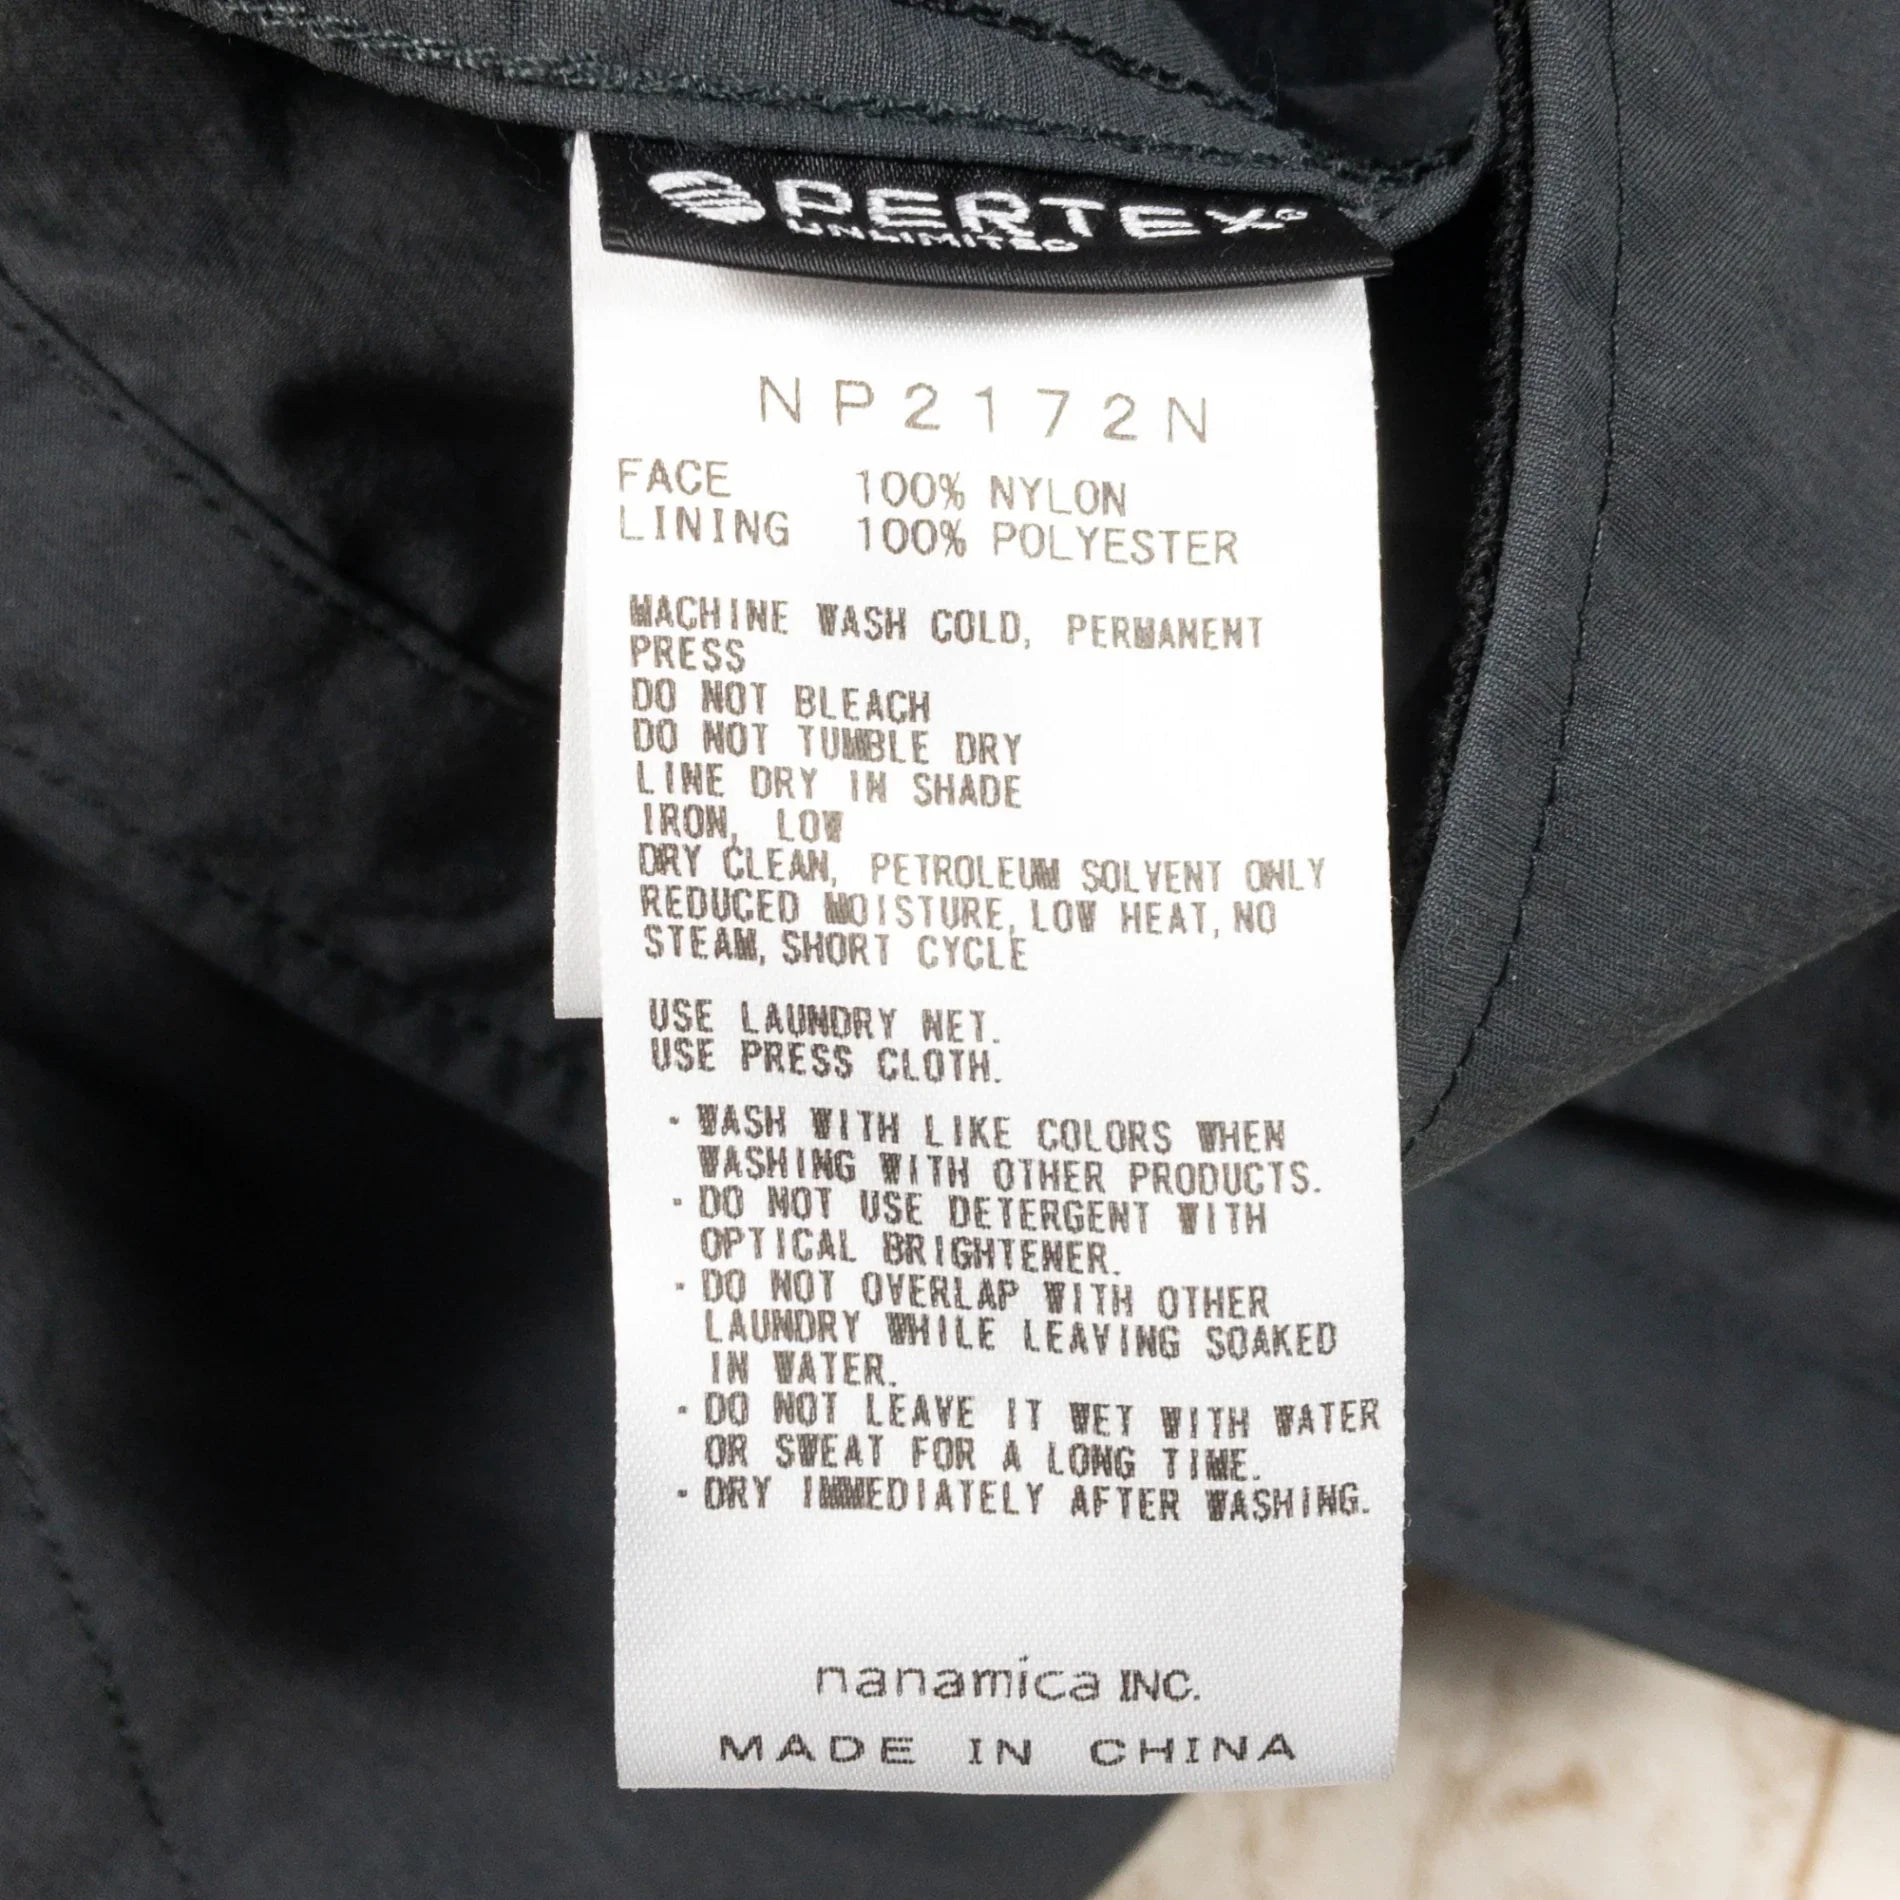 PERTEX
UNLIMITED
NP2172N
FACE 100% NYLON
LINING 100% POLYESTER
MACHINE WASH COLD, PERMANENT
PRESS
DO NOT BLEACH
DO NOT TUMBLE DRY
LINE DRY IN SHADE
IRON, LOW
DRY CLEAN, PETROLEUM SOLVENT ONLY
REDUCED MOISTURE, LOW HEAT, NO
STEAM, SHORT CYCLE
USE LAUNDRY NET.
USE PRESS CLOTH.
・WASH WITH LIKE COLORS WHEN
WASHING WITH OTHER PRODUCTS.
・DO NOT USE DETERGENT WITH
OPTICAL BRIGHTENER.
・DO NOT OVERLAP WITH OTHER
LAUNDRY WHILE LEAVING SOAKED
IN WATER.
・DO NOT LEAVE IT WET WITH WATER
OR SWEAT FOR A LONG TIME.
・DRY IMMEDIATELY AFTER WASHING.
nanamica INC.
MADE IN CHINA